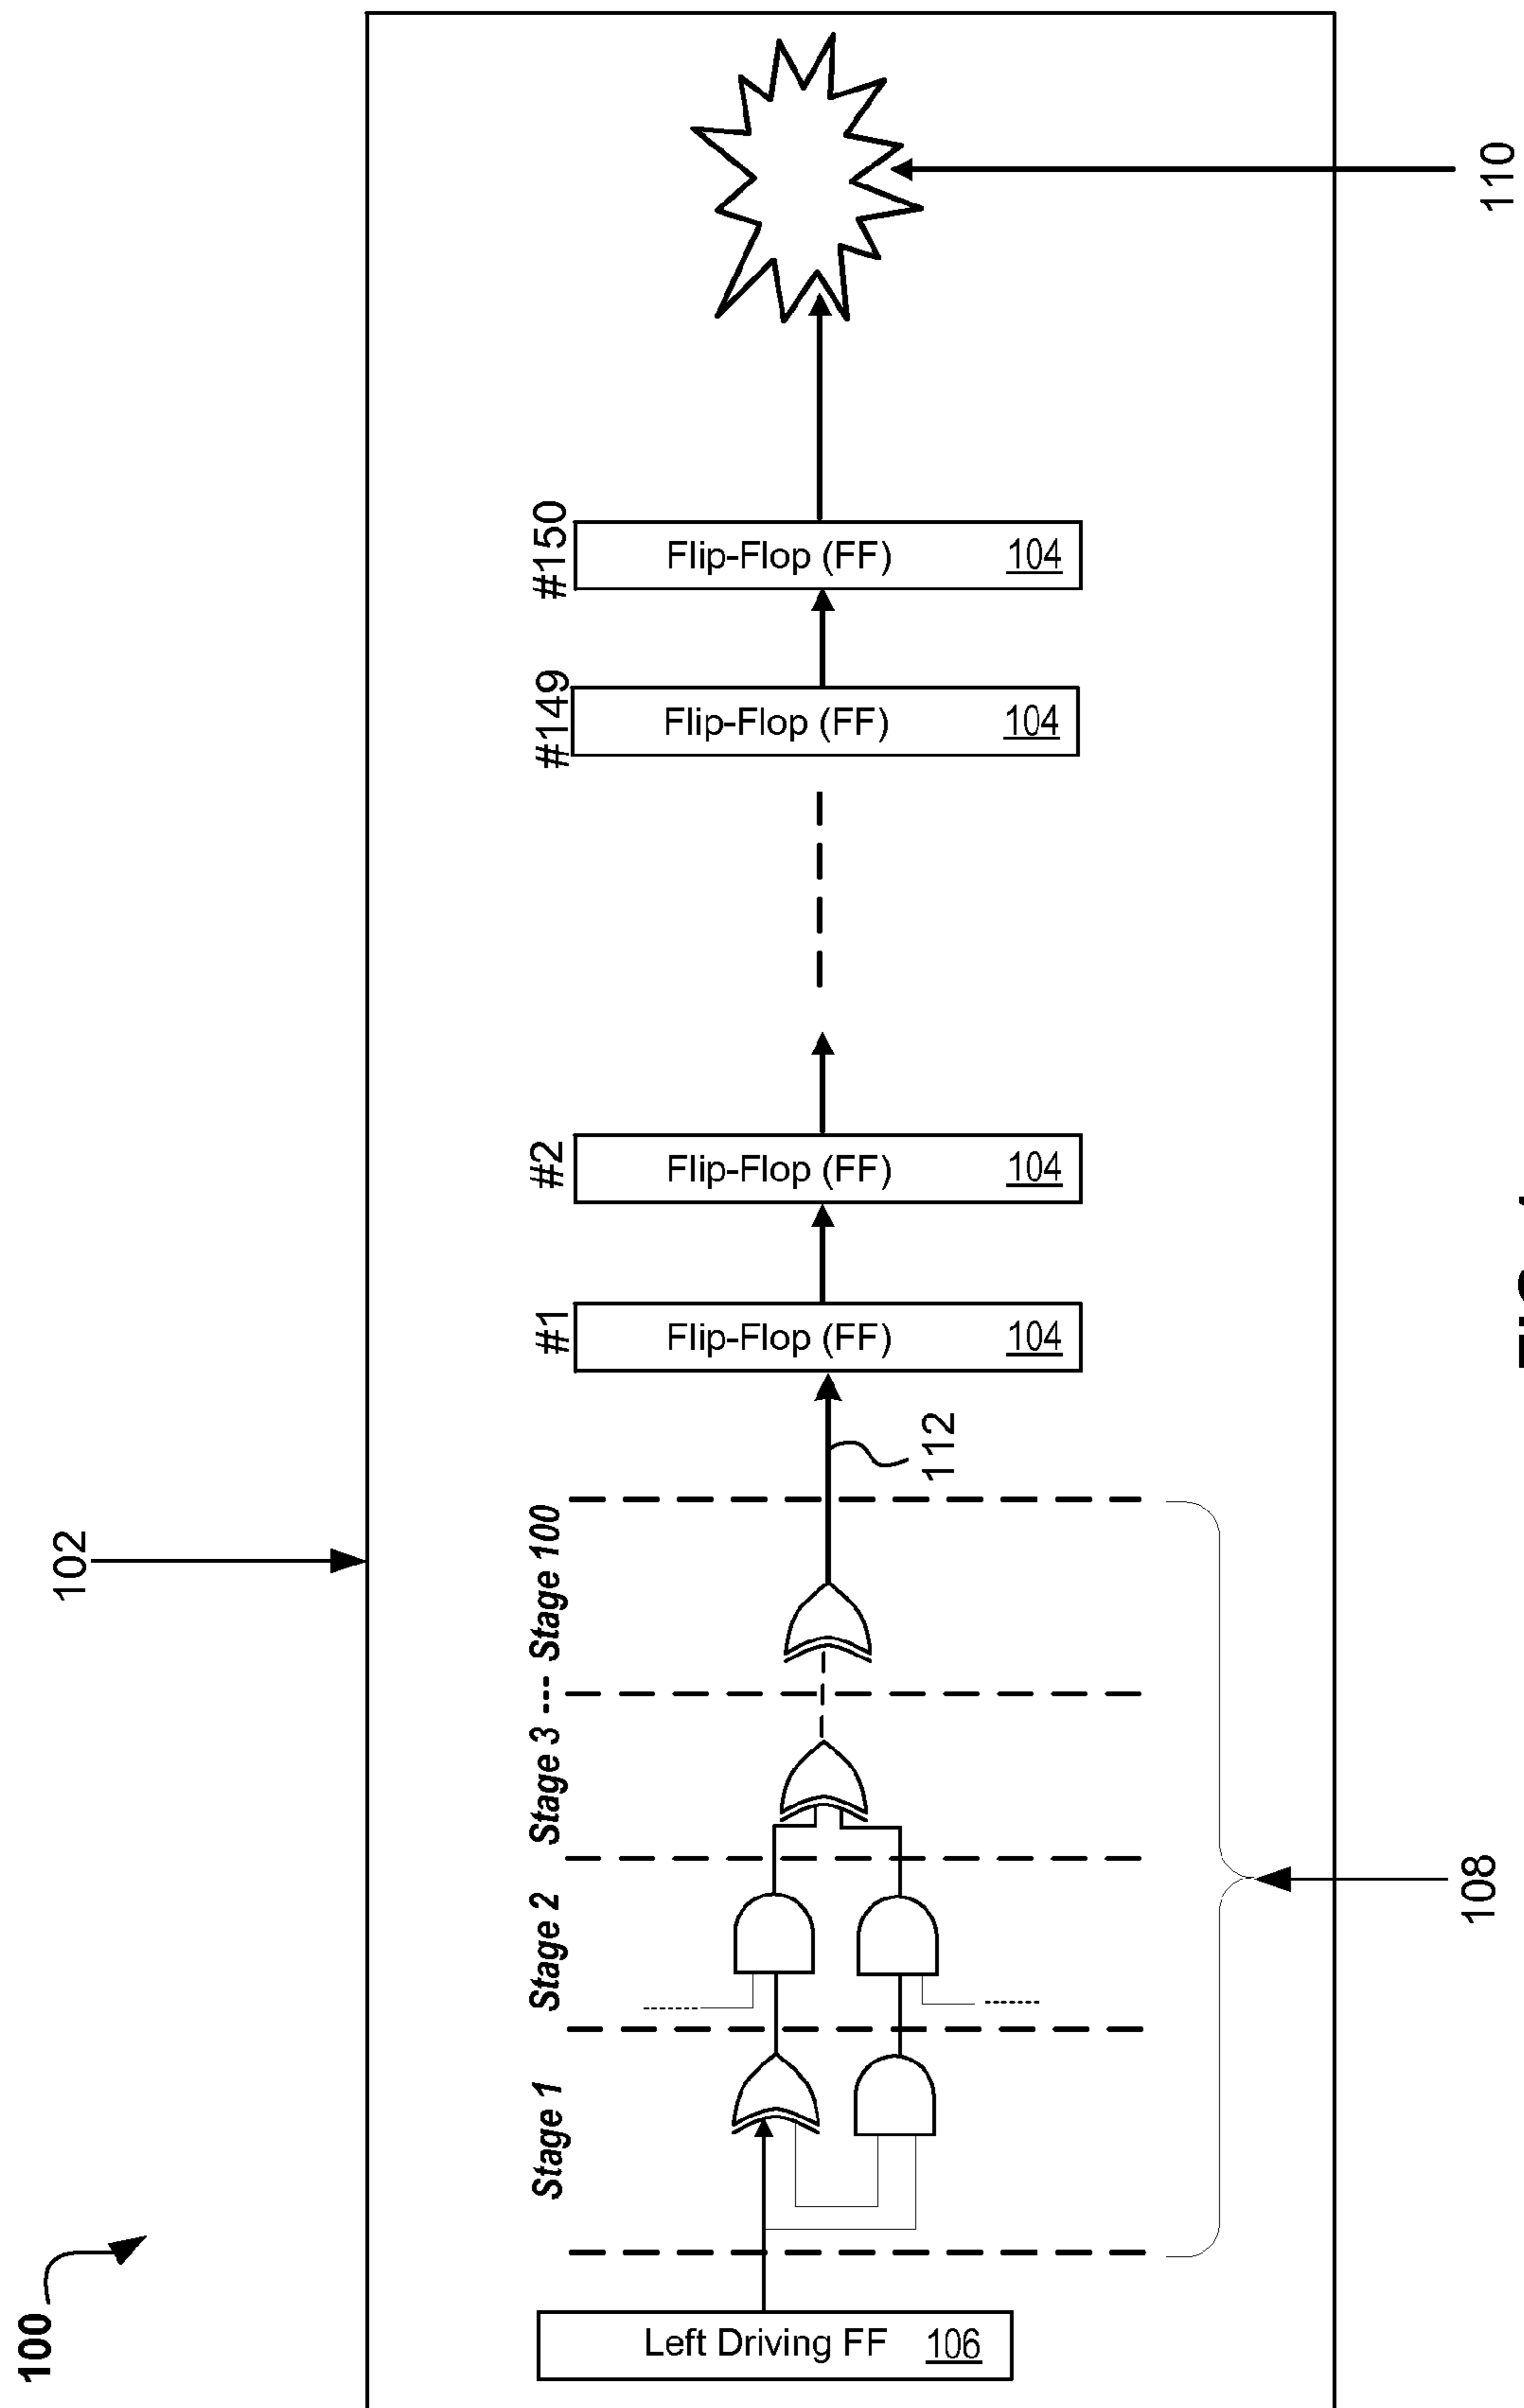 100
102
#150
Flip-Flop (FF) 104
#149
Flip-Flop (FF) 104
#2
Flip-Flop (FF) 104
#1
Flip-Flop (FF) 104
112
Stage 1
Stage 2
Stage 3 --- Stage 100
Left Driving FF 106
108
110